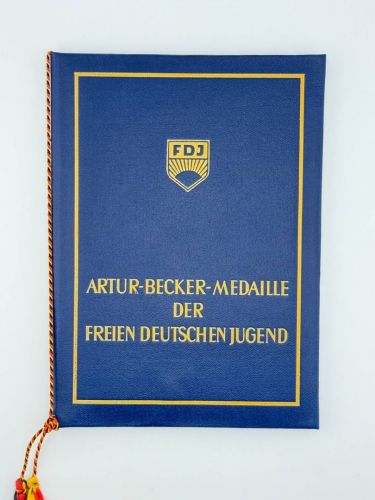 FDJ
ARTUR-BECKER-MEDAILLE
DER
FREIEN DEUTSCHEN JUGEND